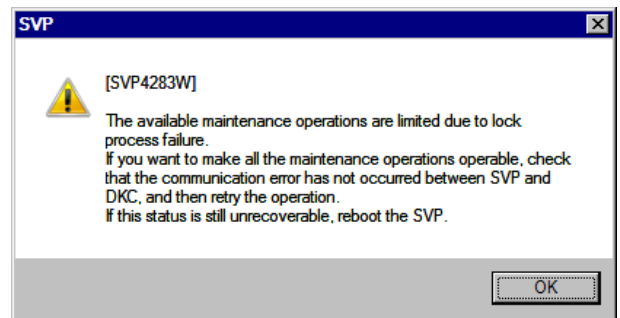 SVP
[SVP4283W]
The available maintenance operations are limited due to lock
process failure.
If you want to make all the maintenance operations operable, check
that the communication error has not occurred between SVP and
DKC, and then retry the operation.
If this status is still unrecoverable, reboot the SVP.
OK